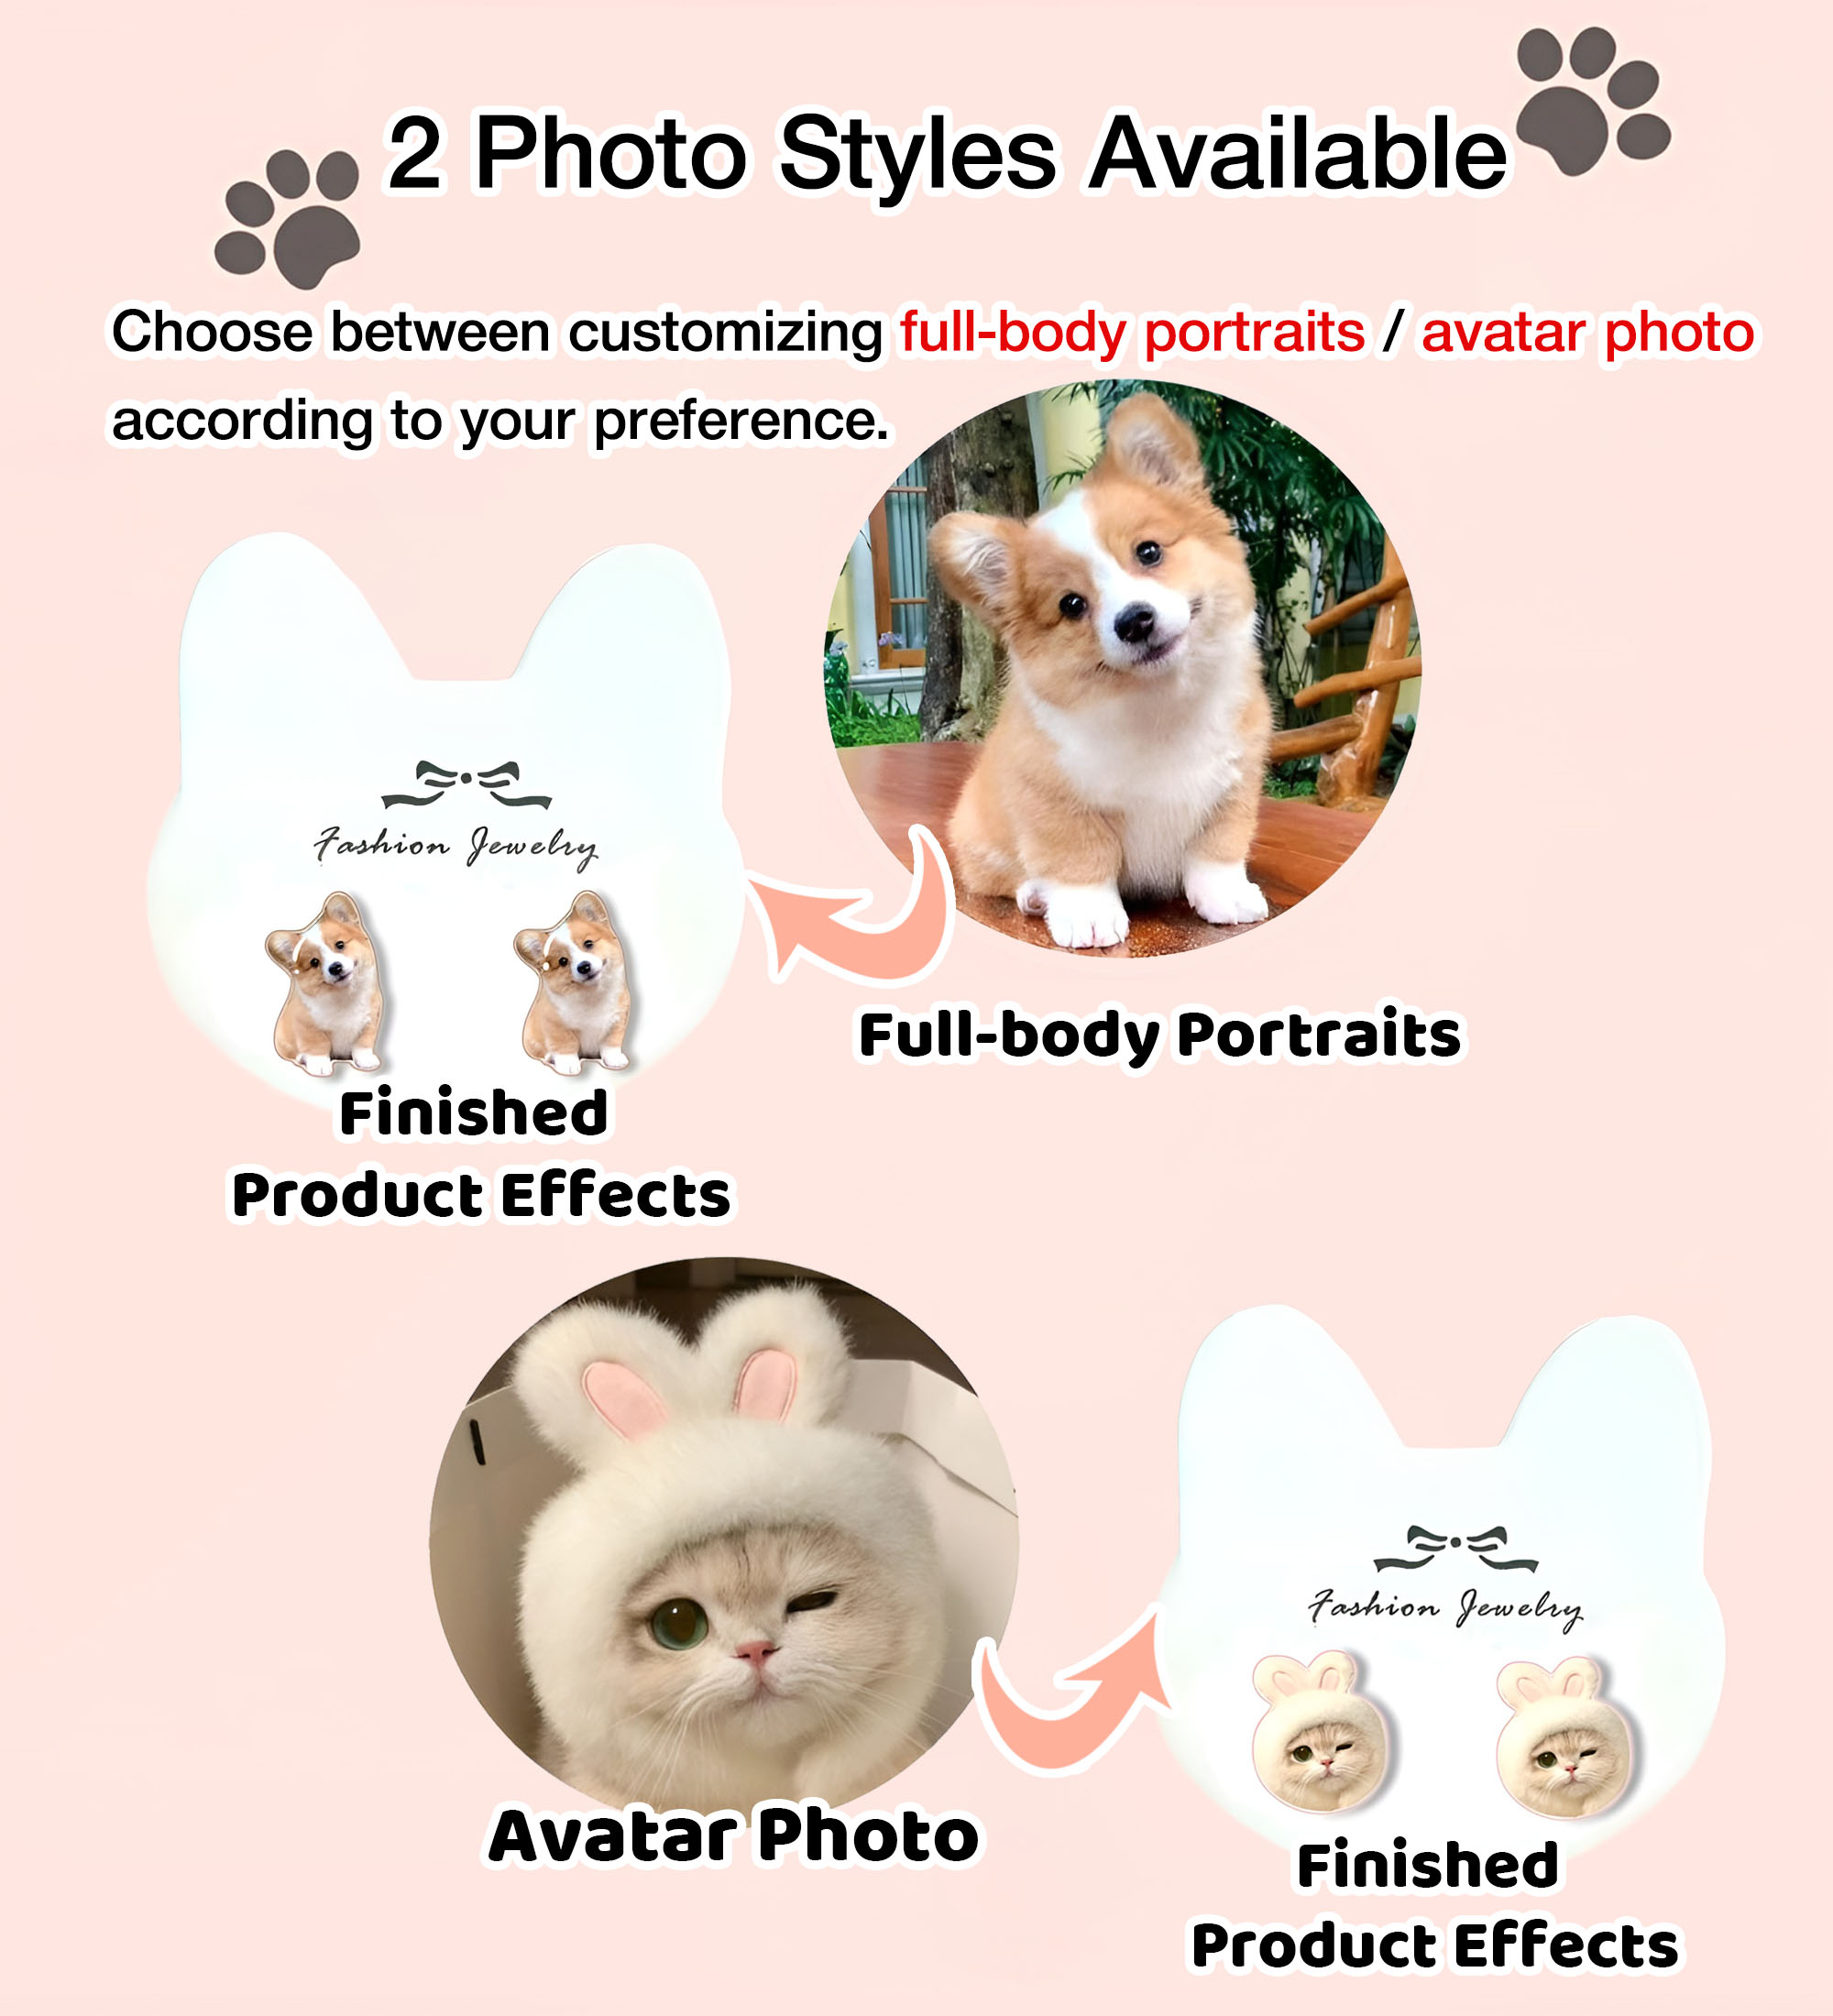 2 Photo Styles Available
Choose between customizing full-body portraits / avatar photo
according to your preference.
Fashion Jewelry
Full-body Portraits
Finished
Product Effects
Fashion Jewelry
Avatar Photo
Finished
Product Effects